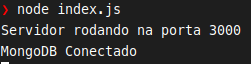 ❯ node index.js
Servidor rodando na porta 3000
MongoDB Conectado